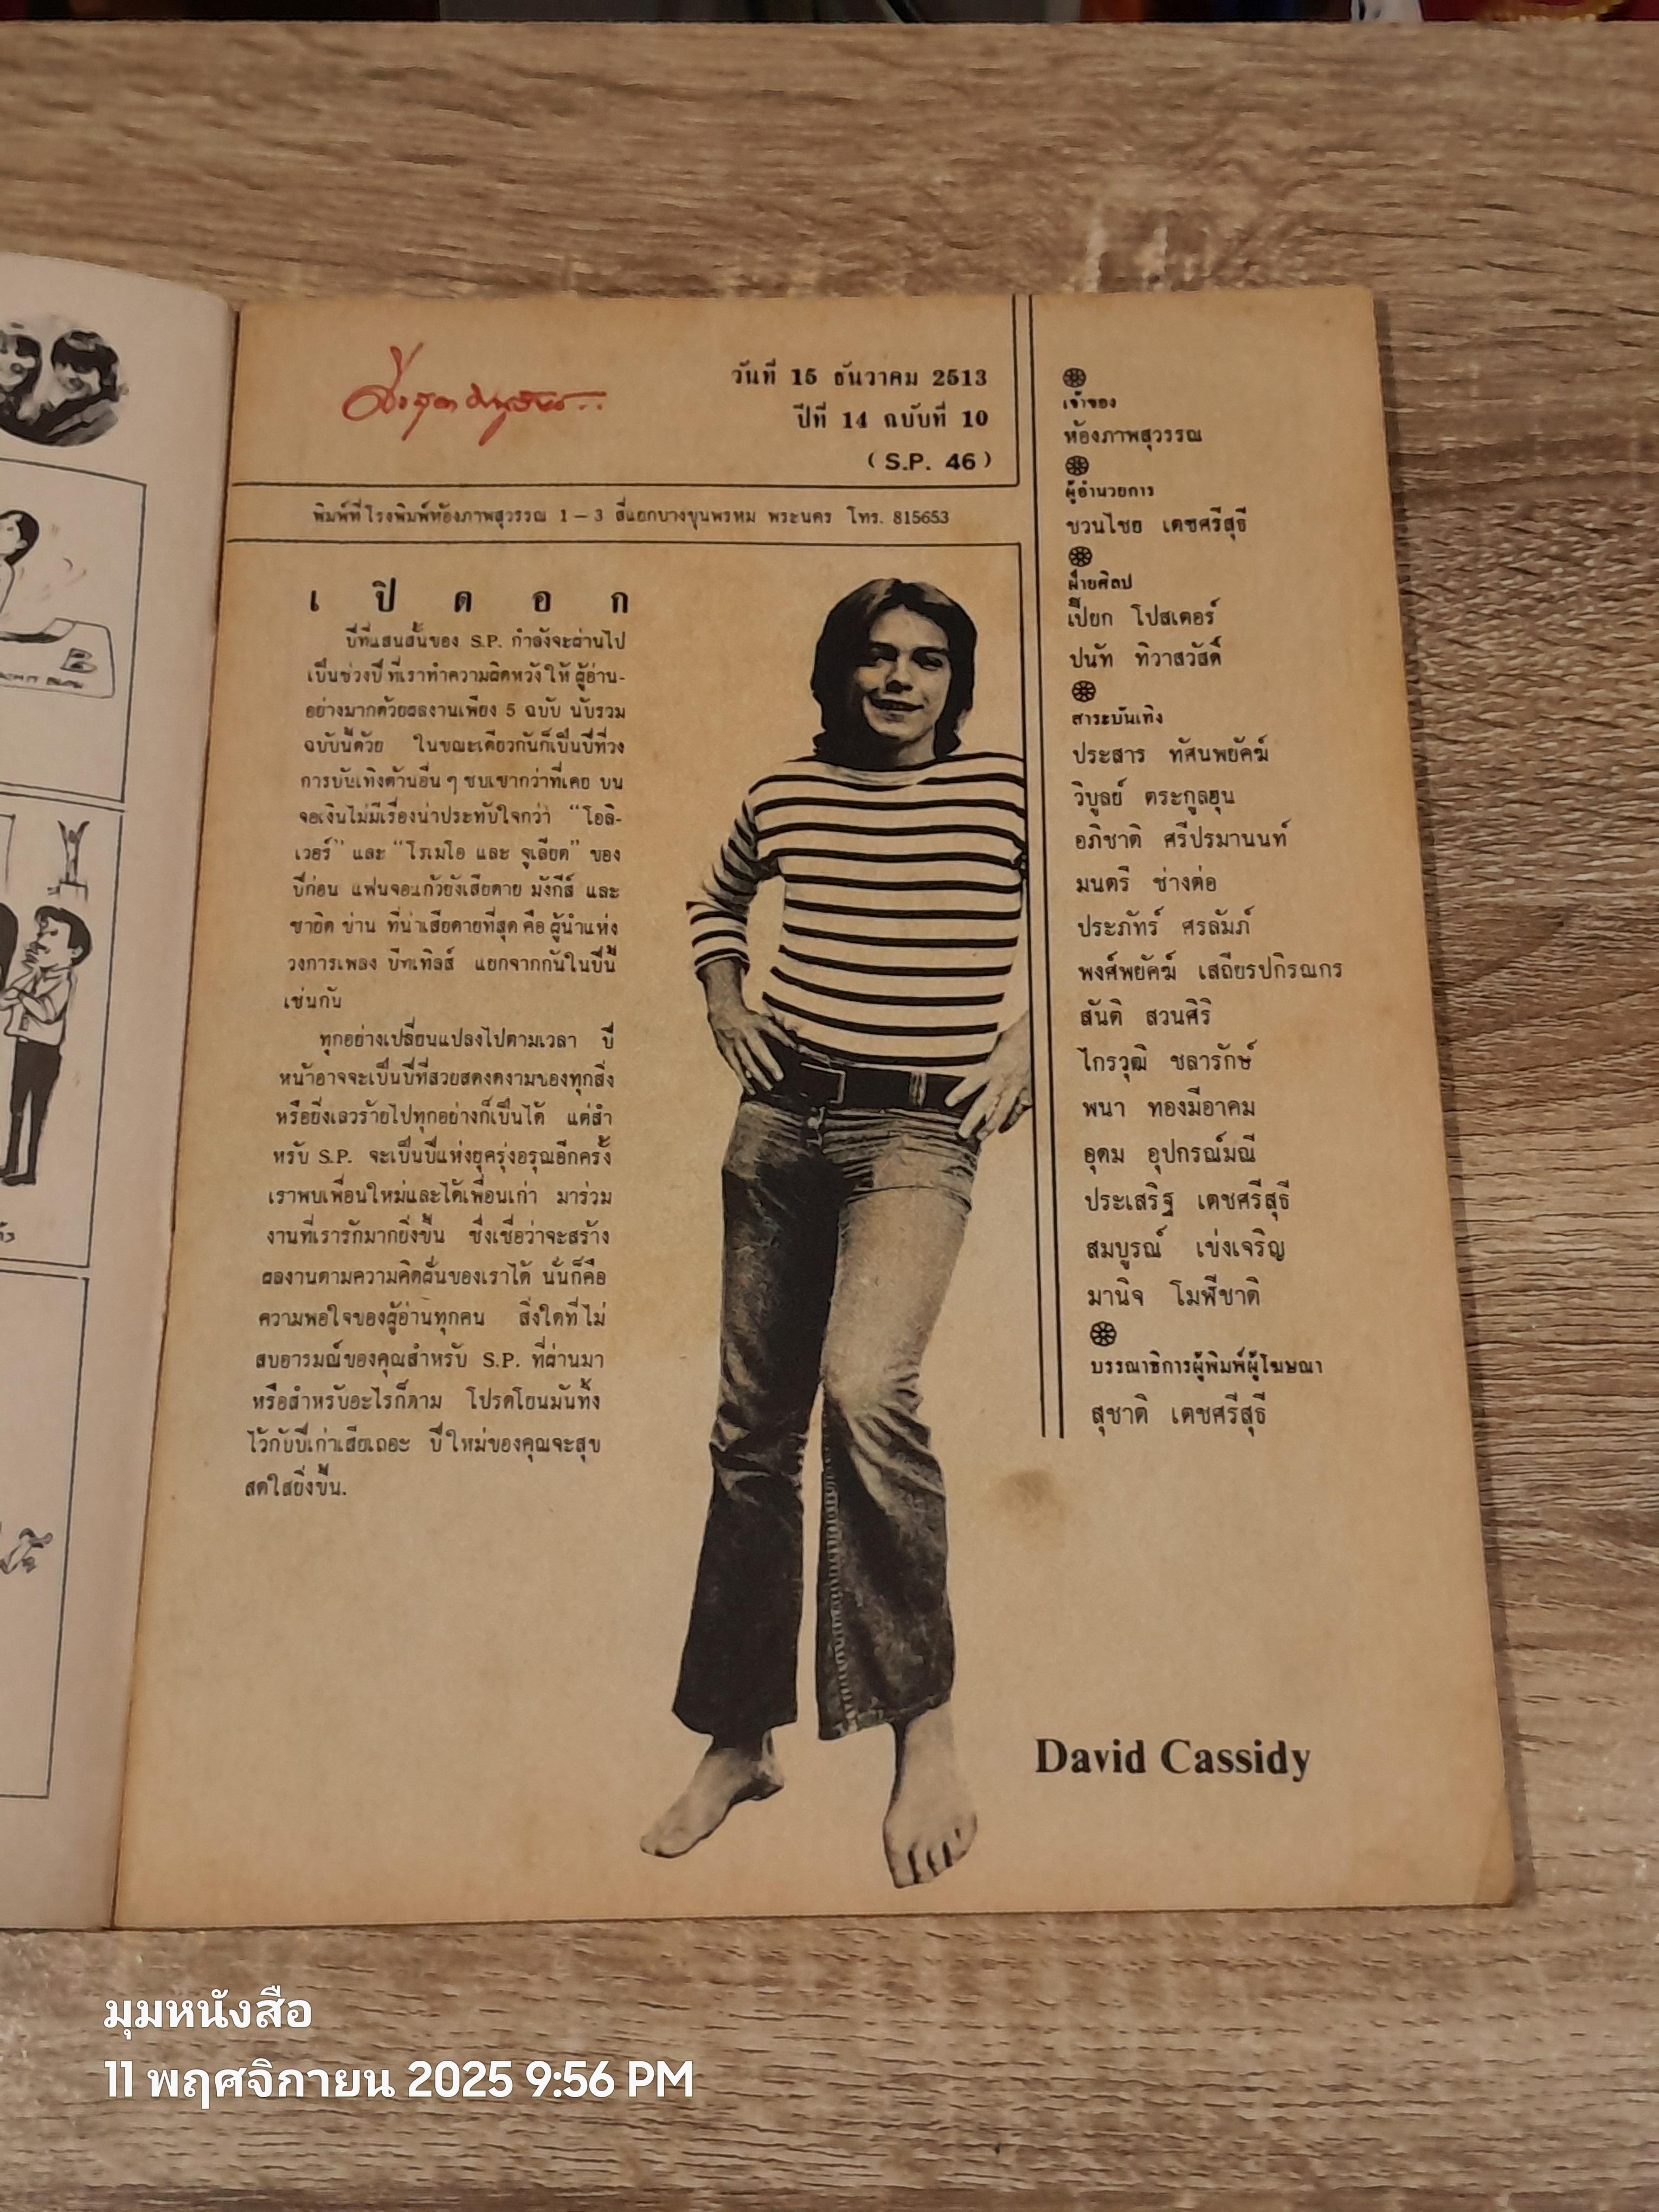 วันที่ 15 ธันวาคม 2513
ปีที่ 14 ฉบับที่ 10
( S.P. 46 )
พิมพ์ที่โรงพิมพ์ห้องภาพสุวรรณ 1 – 3 สี่แยกบางขุนพรหม พระนคร โทร. 815653
เปิดอก
ปีที่แสนสั้นของ S.P. กำลังจะผ่านไป
เป็นช่วงปีที่เราทำความผิดหวังให้ผู้อ่าน-
อย่างมากด้วยผลงานเพียง 5 ฉบับ นับรวม
ฉบับนี้ด้วย ในขณะเดียวกันก็เป็นปีที่วง
การบันเทิงด้านอื่น ๆ ซบเซากว่าที่เคย บน
จอเงินไม่มีเรื่องน่าประทับใจกว่า “โอลิ-
เวอร์” และ “โรเมโอ และ จูเลียต” ของ
ปีก่อน แฟนจอแก้วยังเสียดาย มังกีส์ และ
ซาอิด ข่าน ที่น่าเสียดายที่สุด คือ ผู้นำแห่ง
วงการเพลง บีทเทิลส์ แยกจากกันในปีนี้
เช่นกัน
ทุกอย่างเปลี่ยนแปลงไปตามเวลา ปี
หน้าอาจจะเป็นปีที่สวยสดงดงามของทุกสิ่ง
หรือยิ่งเลวร้ายไปทุกอย่างก็เป็นได้ แต่สำ
หรับ S.P. จะเป็นปีแห่งยุครุ่งอรุณอีกครั้ง
เราพบเพื่อนใหม่และได้เพื่อนเก่า มาร่วม
งานที่เรารักมากยิ่งขึ้น ซึ่งเชื่อว่าจะสร้าง
ผลงานตามความคิดฝันของเราได้ นั่นก็คือ
ความพอใจของผู้อ่านทุกคน สิ่งใดที่ไม่
สบอารมณ์ของคุณสำหรับ S.P. ที่ผ่านมา
หรือสำหรับอะไรก็ตาม โปรดโยนมันทิ้ง
ไว้กับปีเก่าเสียเถอะ ปีใหม่ของคุณจะสุข
สดใสยิ่งขึ้น.
เจ้าของ
ห้องภาพสุวรรณ
ผู้อำนวยการ
ชวนไชย เดชศรีสุธี
ฝ่ายศิลป
เปี๊ยก โปสเตอร์
ปนัท ทิวาสวัสดิ์
สาระบันเทิง
ประสาร ทัศนพยัคฆ์
วิบูลย์ ตระกูลฮุน
อภิชาติ ศรีปรมานนท์
มนตรี ช่างต่อ
ประภัทร์ ศรลัมภ์
พงศ์พยัคฆ์ เสถียรปกิรณกร
สันติ สวนศิริ
ไกรวุฒิ ชลารักษ์
พนา ทองมีอาคม
อุดม อุปกรณ์มณี
ประเสริฐ เดชศรีสุธี
สมบูรณ์ เข่งเจริญ
มานิจ โมฬีชาติ
บรรณาธิการผู้พิมพ์ผู้โฆษณา
สุชาติ เดชศรีสุธี
David Cassidy
มุมหนังสือ
11 พฤศจิกายน 2025 9:56 PM